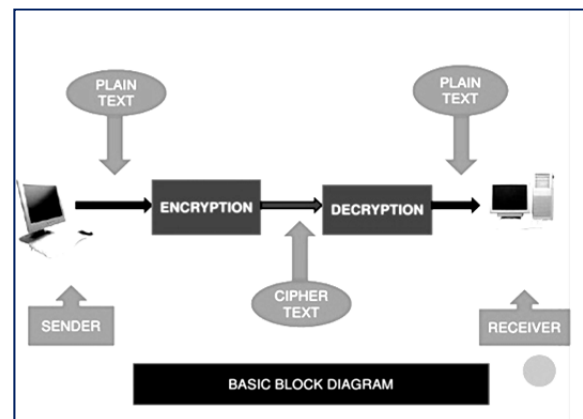 PLAIN
TEXT
PLAIN
TEXT
ENCRYPTION
DECRYPTION
CIPHER
TEXT
SENDER
RECEIVER
BASIC BLOCK DIAGRAM